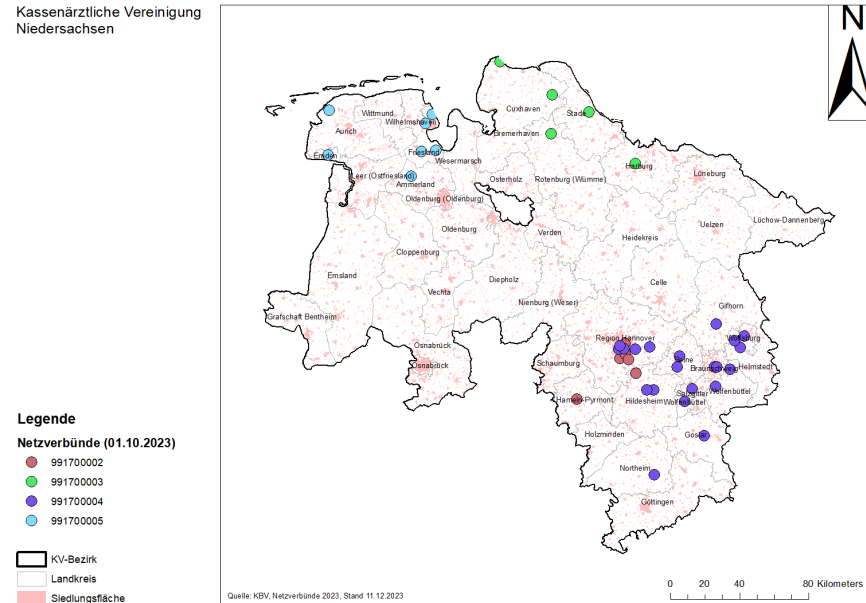 Kassenärztliche Vereinigung
Niedersachsen
N
Cuxhaven
Stade
Wittmund
Wilhelmshaven
Aurich
Bremerhaven
Emden
Friesland
Wesermarsch
Harburg
Lüneburg
Leer (Ostfriesland)
Ammerland
Osterholz
Rotenburg (Wümme)
Oldenburg (Oldenburg)
Lüchow-Dannenberg
Uelzen
Oldenburg
Verden
Heidekreis
Cloppenburg
Emsland
Diepholz
Celle
Vechta
Nienburg (Weser)
Gifhorn
Grafschaft Bentheim
Region Hannover
Wolfsburg
Osnabrück
Osnabrück
Schaumburg
Peine
Braunschweig
Helmstedt
Salzgitter
Wolfenbüttel
Hameln-Pyrmont
Hildesheim
Wolfenbüttel
Holzminden
Goslar
Northeim
Göttingen
Legende
Netzverbünde (01.10.2023)
991700002
991700003
991700004
991700005
KV-Bezirk
Landkreis
Siedlungsfläche
Quelle: KBV, Netzverbünde 2023, Stand 11.12.2023
0 20 40 80 Kilometers